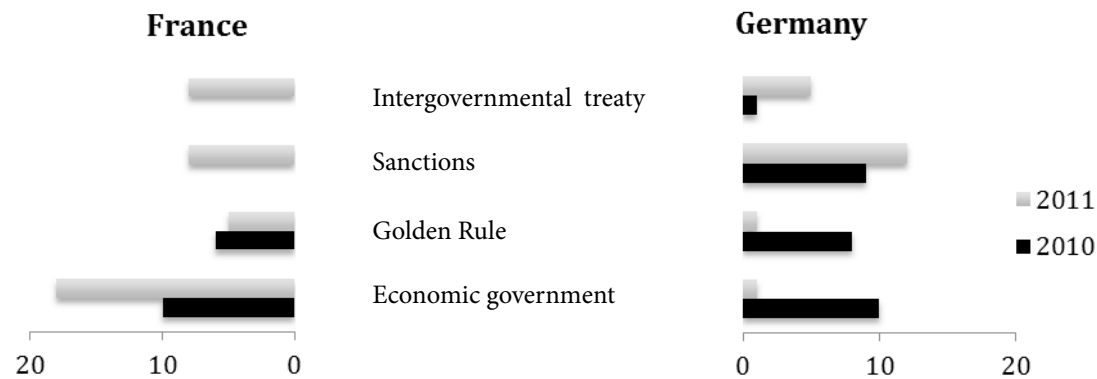 France
Germany
Intergovernmental treaty
Sanctions
Golden Rule
Economic government
2011
2010
20 10 0
0 10 20